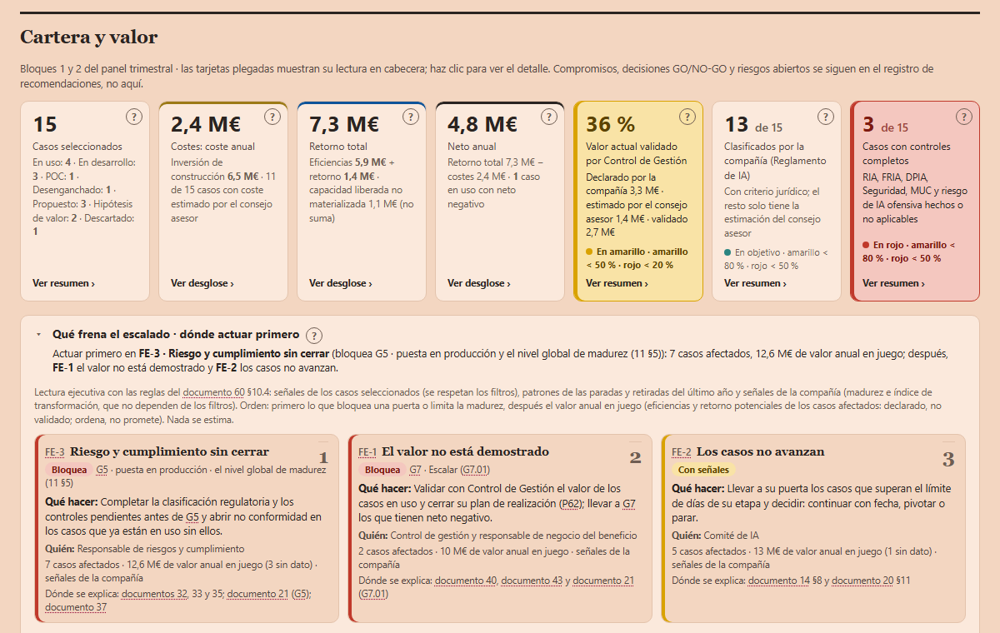 Cartera y valor
Bloques 1 y 2 del panel trimestral · las tarjetas plegadas muestran su lectura en cabecera; haz clic para ver el detalle. Compromisos, decisiones GO/NO-GO y riesgos abiertos se siguen en el registro de
recomendaciones, no aquí.
15
?
Casos seleccionados
En uso: 4 · En desarrollo:
3 · POC: 1 ·
Desenganchado: 1 ·
Propuesto: 3 · Hipótesis
de valor: 2 · Descartado:
1
Ver resumen ›
2,4 M€
?
Costes: coste anual
Inversión de
construcción 6,5 M€ · 11
de 15 casos con coste
estimado por el consejo
asesor
Ver desglose ›
7,3 M€
?
Retorno total
Eficiencias 5,9 M€ +
retorno 1,4 M€ ·
capacidad liberada no
materializada 1,1 M€ (no
suma)
Ver desglose ›
4,8 M€
?
Neto anual
Retorno total 7,3 M€ −
costes 2,4 M€ · 1 caso
en uso con neto
negativo
Ver desglose ›
36 %
?
Valor actual validado
por Control de Gestión
Declarado por la
compañía 3,3 M€ ·
estimado por el consejo
asesor 1,4 M€ · validado
2,7 M€
En amarillo · amarillo
< 50 % · rojo < 20 %
Ver resumen ›
13 de 15
?
Clasificados por la
compañía (Reglamento
de IA)
Con criterio jurídico; el
resto solo tiene la
estimación del consejo
asesor
En objetivo · amarillo <
80 % · rojo < 50 %
Ver resumen ›
3 de 15
?
Casos con controles
completos
RIA, FRIA, DPIA,
Seguridad, MUC y riesgo
de IA ofensiva hechos o
no aplicables
En rojo · amarillo <
80 % · rojo < 50 %
Ver resumen ›
Qué frena el escalado · dónde actuar primero ?
Actuar primero en FE-3 · Riesgo y cumplimiento sin cerrar (bloquea G5 · puesta en producción y el nivel global de madurez (11 §5)): 7 casos afectados, 12,6 M€ de valor anual en juego; después,
FE-1 el valor no está demostrado y FE-2 los casos no avanzan.
Lectura ejecutiva con las reglas del documento 60 §10.4: señales de los casos seleccionados (se respetan los filtros), patrones de las paradas y retiradas del último año y señales de la compañía (madurez e índice de
transformación, que no dependen de los filtros). Orden: primero lo que bloquea una puerta o limita la madurez, después el valor anual en juego (eficiencias y retorno potenciales de los casos afectados: declarado, no
validado; ordena, no promete). Nada se estima.
FE-3 Riesgo y cumplimiento sin cerrar
1
Bloquea G5 · puesta en producción · el nivel global de madurez
(11 §5)
Qué hacer: Completar la clasificación regulatoria y los
controles pendientes antes de G5 y abrir no conformidad en
los casos que ya están en uso sin ellos.
Quién: Responsable de riesgos y cumplimiento
7 casos afectados · 12,6 M€ de valor anual en juego (3 sin dato) ·
señales de la compañía
Dónde se explica: documentos 32, 33 y 35; documento 21 (G5);
documento 37
FE-1 El valor no está demostrado
2
Bloquea G7 · Escalar (G7.01)
Qué hacer: Validar con Control de Gestión el valor de los
casos en uso y cerrar su plan de realización (P62); llevar a G7
los que tienen neto negativo.
Quién: Control de gestión y responsable de negocio del beneficio
2 casos afectados · 10 M€ de valor anual en juego · señales de la
compañía
Dónde se explica: documento 40, documento 43 y documento 21
(G7.01)
FE-2 Los casos no avanzan
3
Con señales
Qué hacer: Llevar a su puerta los casos que superan el límite
de días de su etapa y decidir: continuar con fecha, pivotar o
parar.
Quién: Comité de IA
5 casos afectados · 13 M€ de valor anual en juego (1 sin dato) ·
señales de la compañía
Dónde se explica: documento 14 §8 y documento 20 §11